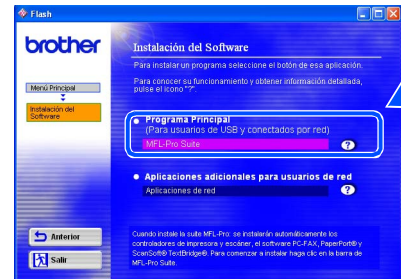 Flash
brother
Instalación del Software
Para instalar un programa seleccione el botón de esa aplicación.
Para conocer su funcionamiento y obtener información detallada,
pulse el icono "?".
Menú Principal
Instalación del
Software
Programa Principal
(Para usuarios de USB y conectados por red)
MFL-Pro Suite
?
Aplicaciones adicionales para usuarios de red
Aplicaciones de red
?
Anterior
Salir
Cuando instale la suite MFL-Pro: se instalarán automáticamente los
controladores de impresora y escáner, el software PC-FAX, PaperPort® y
ScanSoft® TextBridge®. Para comenzar a instalar haga clic en la barra de
MFL-Pro Suite.